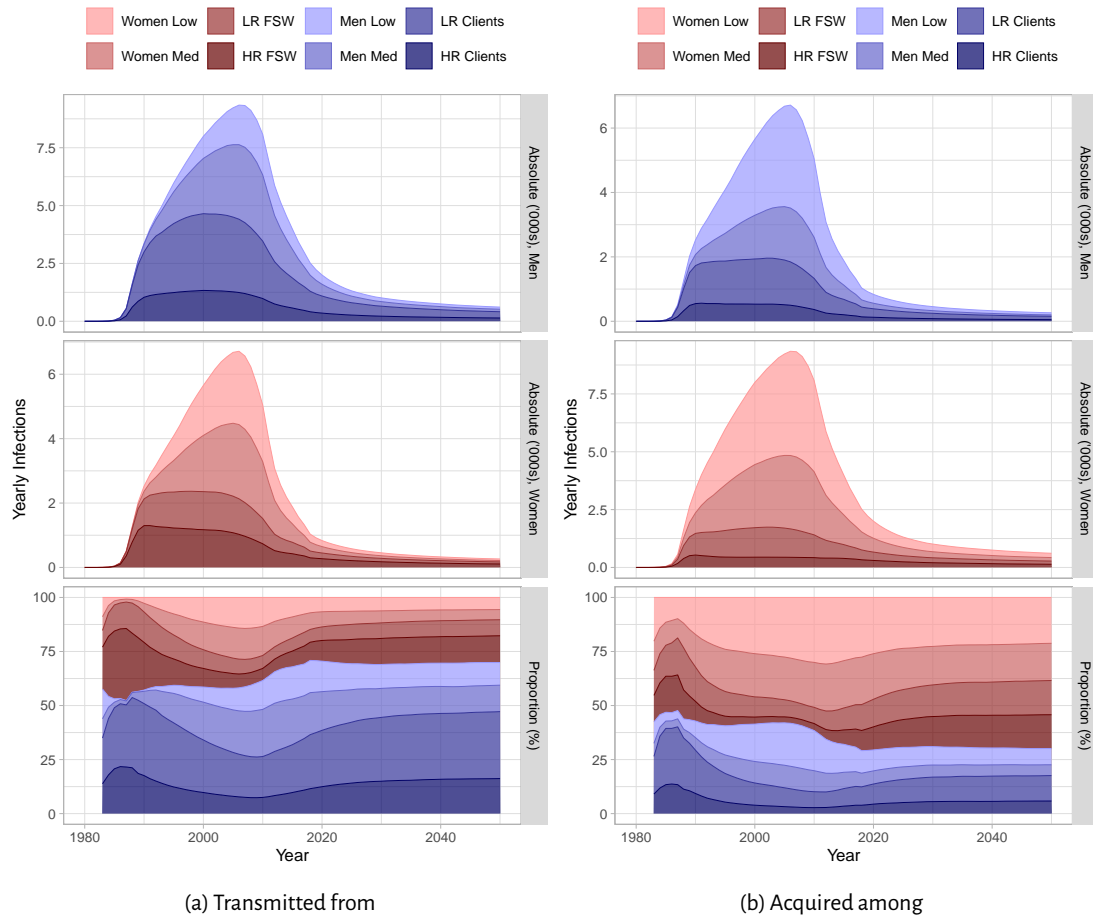 Women Low LR FSW Men Low LR Clients
Women Med HR FSW Men Med HR Clients
7.5
5.0
2.5
0.0
Absolute ('000s), Men
6
4
2
0
Absolute ('000s), Women
100
75
50
25
0
Proportion (%)
Yearly Infections
1980 2000 2020 2040
Year
(a) Transmitted from
Women Low LR FSW Men Low LR Clients
Women Med HR FSW Men Med HR Clients
6
4
2
0
Absolute ('000s), Men
7.5
5.0
2.5
0.0
Absolute ('000s), Women
100
75
50
25
0
Proportion (%)
Yearly Infections
1980 2000 2020 2040
Year
(b) Acquired among